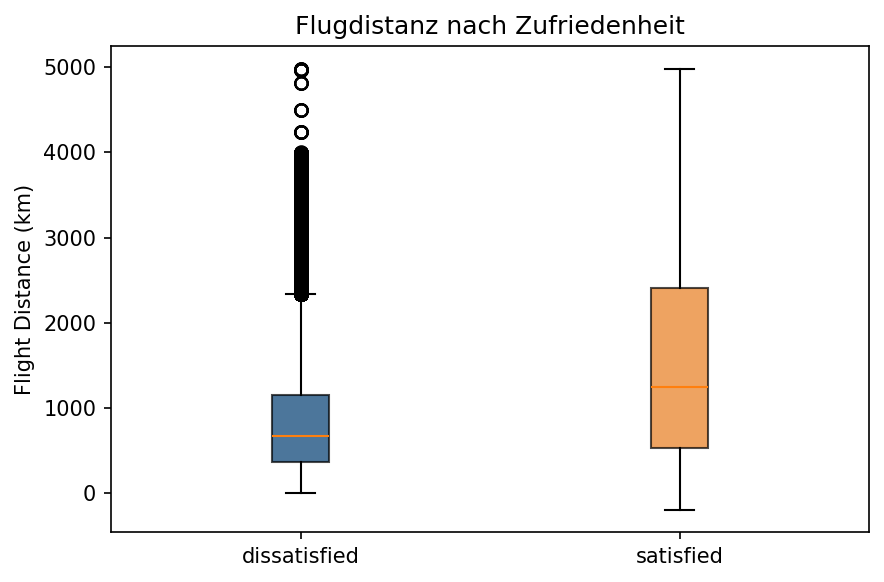 Flugdistanz nach Zufriedenheit
Flight Distance (km)
5000
4000
3000
2000
1000
0
dissatisfied
satisfied